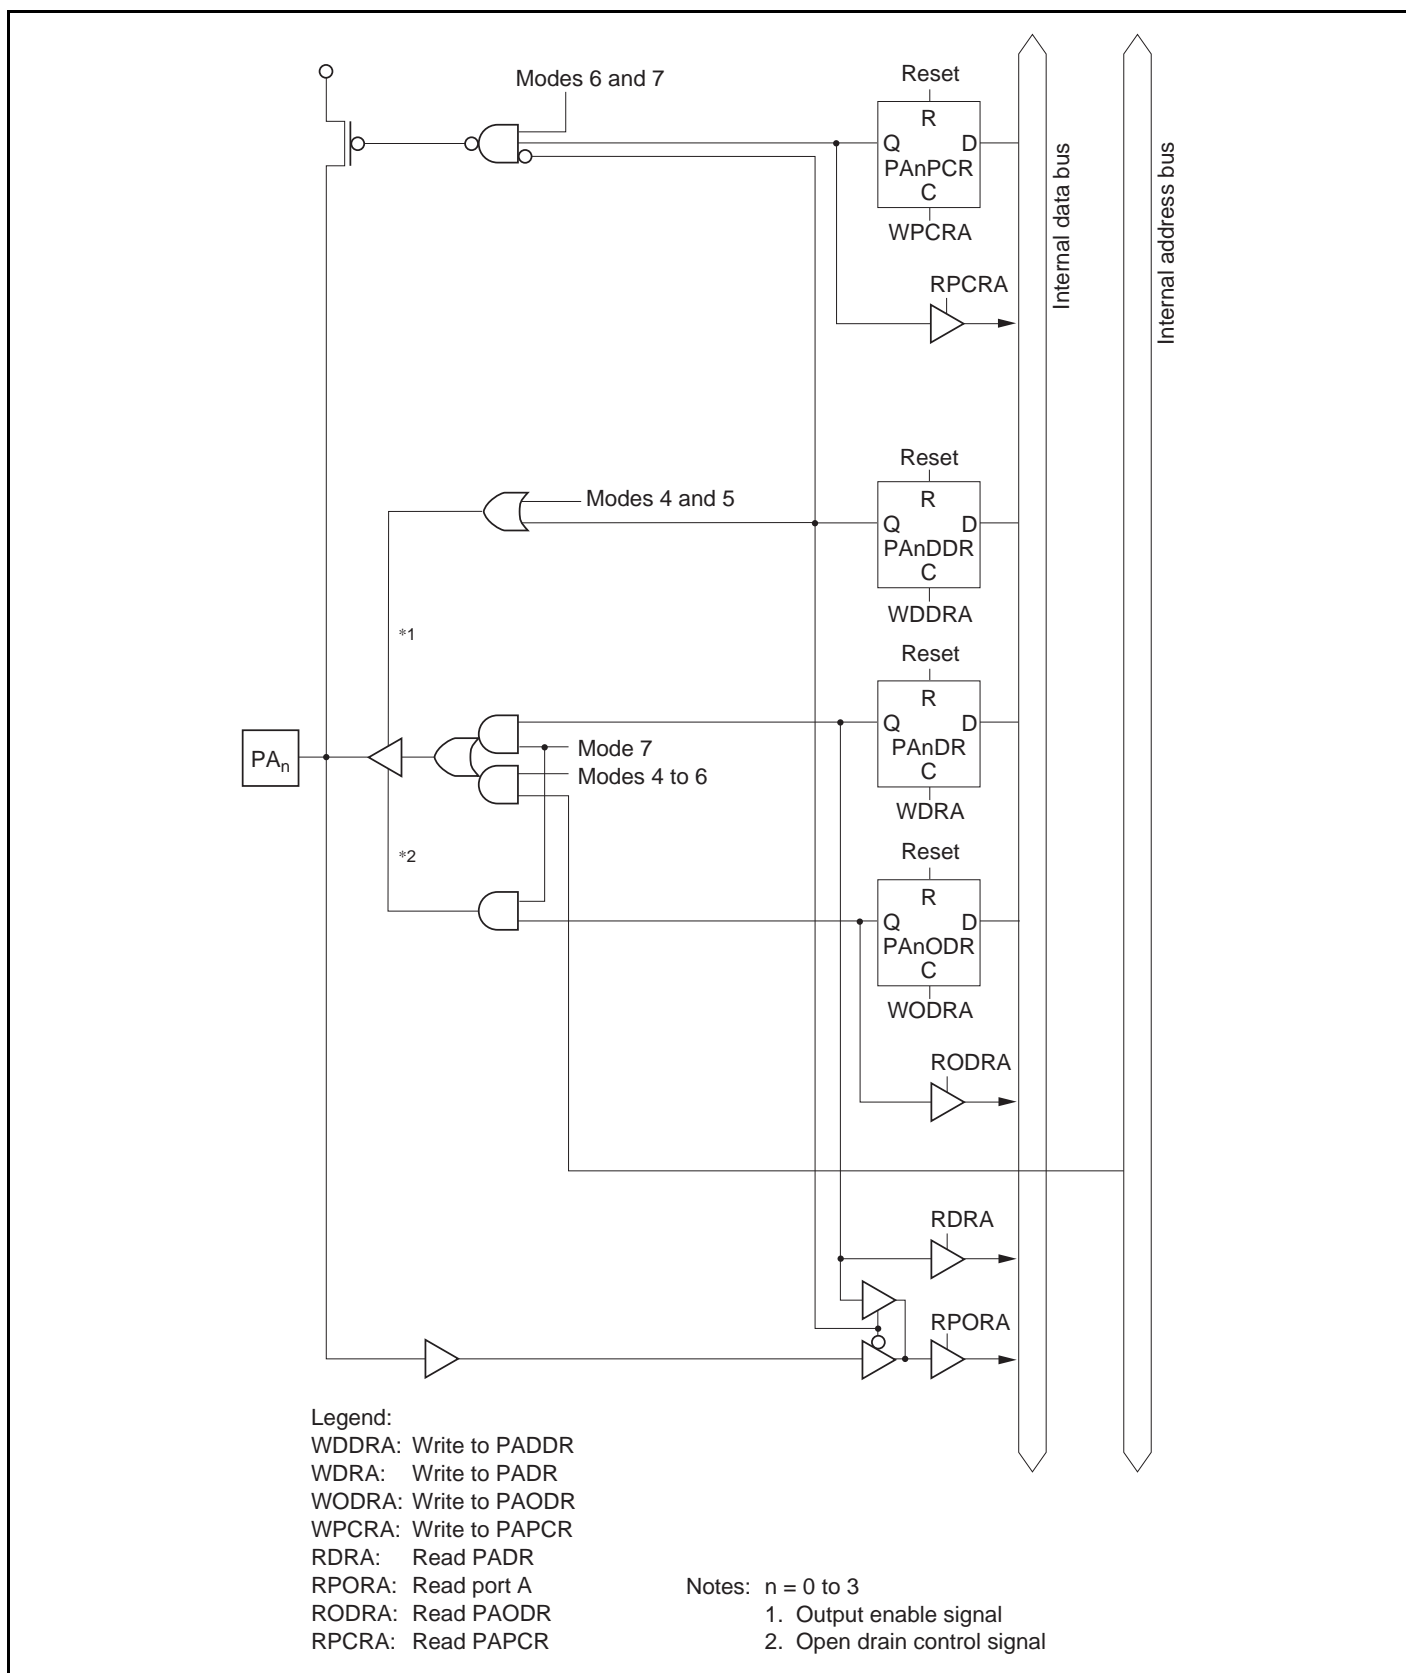 Modes 6 and 7
Reset
R
Q D
PAnPCR
C
WPCRA
RPCRA
Internal data bus
Internal address bus
Reset
R
Modes 4 and 5
Q D
PAnDDR
C
WDDRA
*1
Reset
R
Q D
PAnDR
C
WDRA
Mode 7
Modes 4 to 6
PAn
*2
Reset
R
Q D
PAnODR
C
WODRA
RODRA
RDRA
RPORA
Legend:
WDDRA: Write to PADDR
WDRA: Write to PADR
WODRA: Write to PAODR
WPCRA: Write to PAPCR
RDRA: Read PADR
RPORA: Read port A
RODRA: Read PAODR
RPCRA: Read PAPCR
Notes: n = 0 to 3
1. Output enable signal
2. Open drain control signal